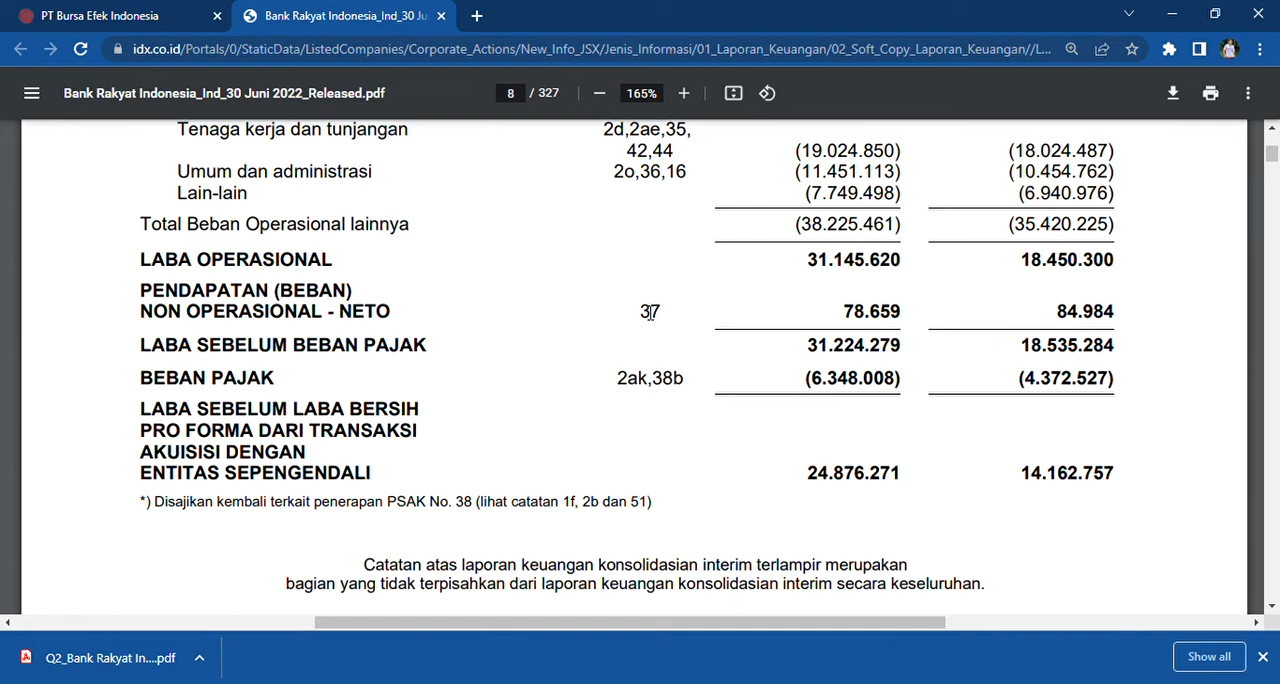 PT Bursa Efek Indonesia
Bank Rakyat Indonesia_Ind_30 Ju
idx.co.id/Portals/0/StaticData/ListedCompanies/Corporate_Actions/New_Info_JSX/Jenis_Informasi/01_Laporan_Keuangan/02_Soft_Copy_Laporan_Keuangan//L...
Bank Rakyat Indonesia_Ind_30 Juni 2022_Released.pdf 8 / 327 165%
Tenaga kerja dan tunjangan 2d,2ae,35,
42,44 (19.024.850) (18.024.487)
Umum dan administrasi 2o,36,16 (11.451.113) (10.454.762)
Lain-lain (7.749.498) (6.940.976)
Total Beban Operasional lainnya (38.225.461) (35.420.225)
LABA OPERASIONAL 31.145.620 18.450.300
PENDAPATAN (BEBAN)
NON OPERASIONAL - NETO 37 78.659 84.984
LABA SEBELUM BEBAN PAJAK 31.224.279 18.535.284
BEBAN PAJAK 2ak,38b (6.348.008) (4.372.527)
LABA SEBELUM LABA BERSIH
PRO FORMA DARI TRANSAKSI
AKUISISI DENGAN
ENTITAS SEPENGENDALI 24.876.271 14.162.757
*) Disajikan kembali terkait penerapan PSAK No. 38 (lihat catatan 1f, 2b dan 51)
Catatan atas laporan keuangan konsolidasian interim terlampir merupakan
bagian yang tidak terpisahkan dari laporan keuangan konsolidasian interim secara keseluruhan.
Q2_Bank Rakyat In....pdf Show all